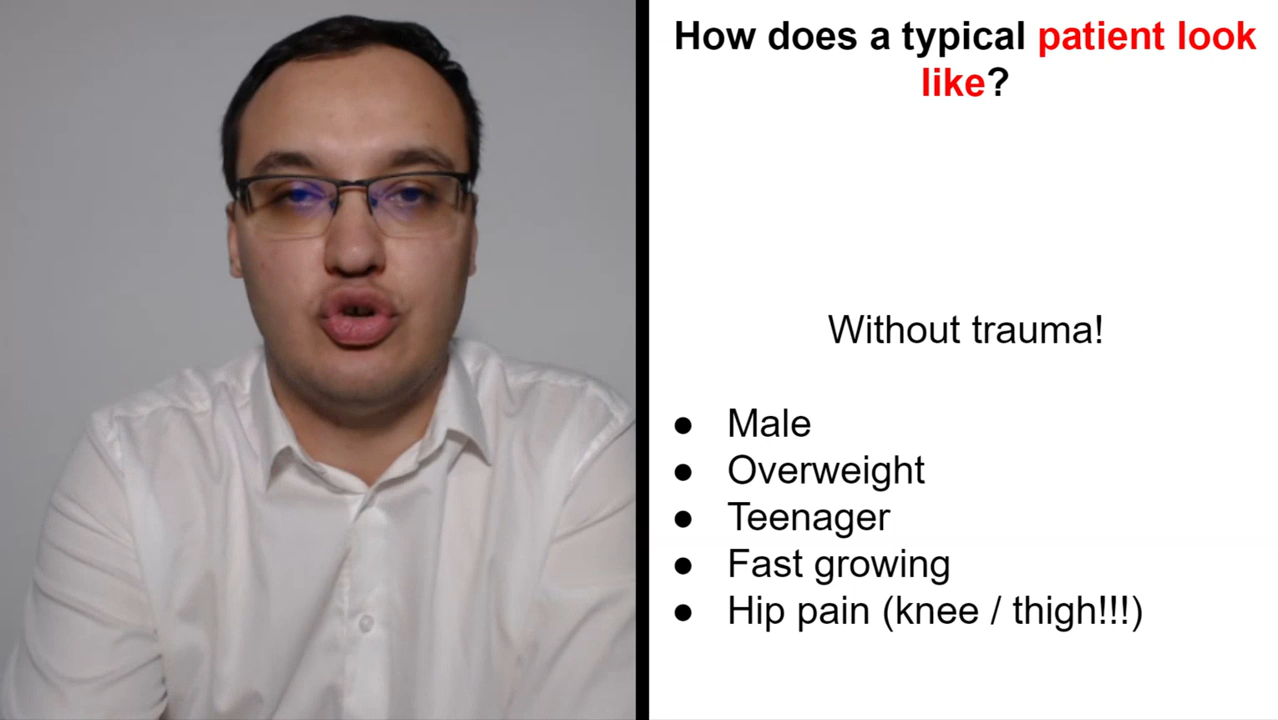 How does a typical patient look
like?
Without trauma!
● Male
● Overweight
● Teenager
● Fast growing
● Hip pain (knee / thigh!!!)